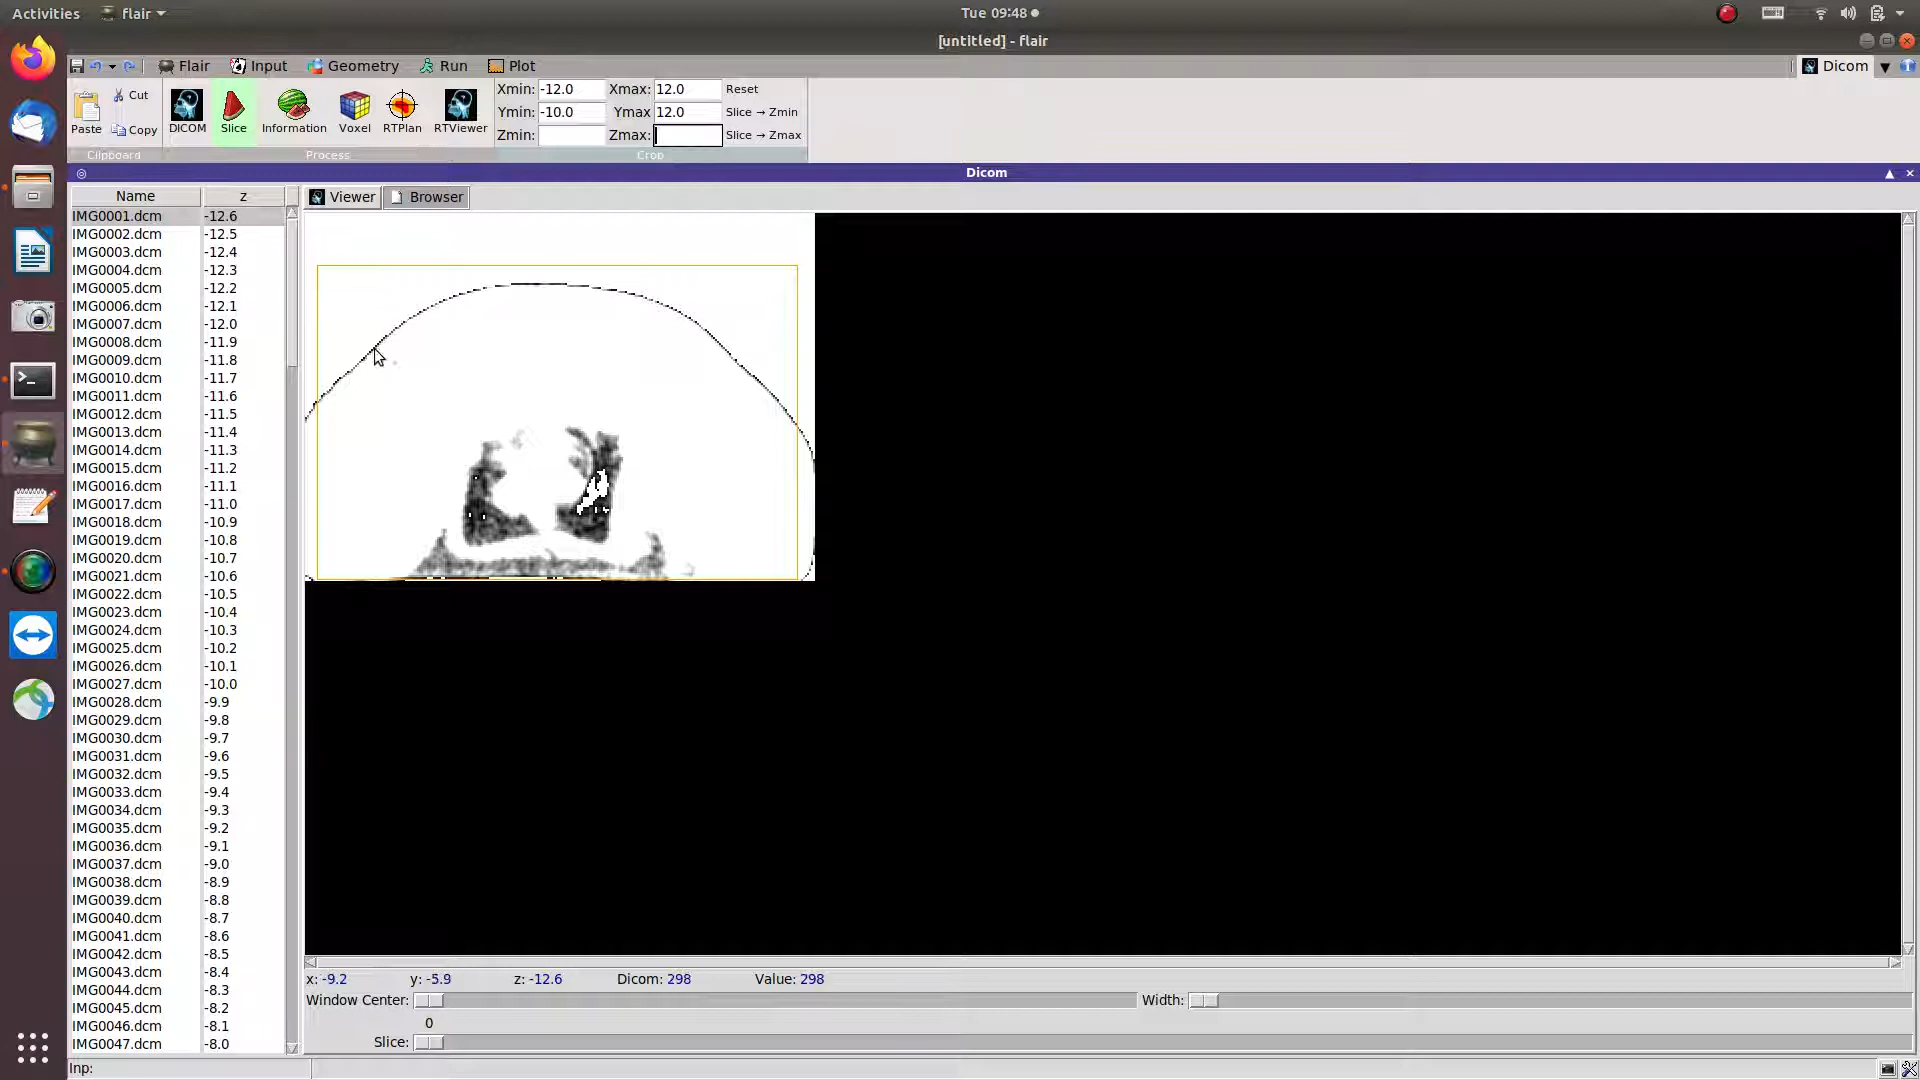 Activities flair Tue 09:48
[untitled] - flair
Flair Input Geometry Run Plot Dicom
Paste Cut Copy
DICOM Slice Information Voxel RTPlan RTViewer
Xmin: -12.0 Xmax: 12.0 Reset
Ymin: -10.0 Ymax 12.0 Slice → Zmin
Zmin: Zmax: Slice → Zmax
Clipboard Process Crop
Dicom
Name z Viewer Browser
IMG0001.dcm -12.6
IMG0002.dcm -12.5
IMG0003.dcm -12.4
IMG0004.dcm -12.3
IMG0005.dcm -12.2
IMG0006.dcm -12.1
IMG0007.dcm -12.0
IMG0008.dcm -11.9
IMG0009.dcm -11.8
IMG0010.dcm -11.7
IMG0011.dcm -11.6
IMG0012.dcm -11.5
IMG0013.dcm -11.4
IMG0014.dcm -11.3
IMG0015.dcm -11.2
IMG0016.dcm -11.1
IMG0017.dcm -11.0
IMG0018.dcm -10.9
IMG0019.dcm -10.8
IMG0020.dcm -10.7
IMG0021.dcm -10.6
IMG0022.dcm -10.5
IMG0023.dcm -10.4
IMG0024.dcm -10.3
IMG0025.dcm -10.2
IMG0026.dcm -10.1
IMG0027.dcm -10.0
IMG0028.dcm -9.9
IMG0029.dcm -9.8
IMG0030.dcm -9.7
IMG0031.dcm -9.6
IMG0032.dcm -9.5
IMG0033.dcm -9.4
IMG0034.dcm -9.3
IMG0035.dcm -9.2
IMG0036.dcm -9.1
IMG0037.dcm -9.0
IMG0038.dcm -8.9
IMG0039.dcm -8.8
IMG0040.dcm -8.7
IMG0041.dcm -8.6
IMG0042.dcm -8.5
IMG0043.dcm -8.4
IMG0044.dcm -8.3
IMG0045.dcm -8.2
IMG0046.dcm -8.1
IMG0047.dcm -8.0
x: -9.2 y: -5.9 z: -12.6 Dicom: 298 Value: 298
Window Center: Width:
0
Slice:
Inp: